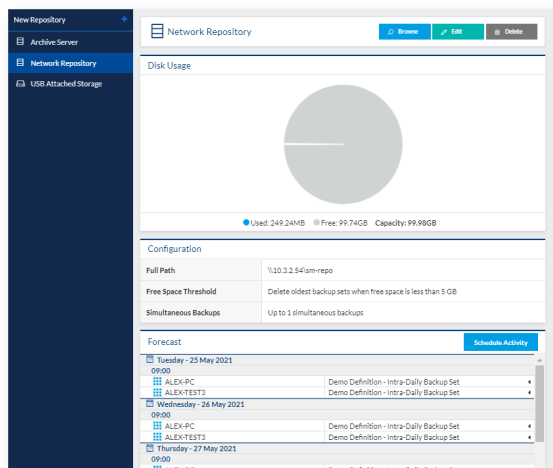 New Repository +
Archive Server
Network Repository
USB Attached Storage
Network Repository
Browse
Edit
Delete
Disk Usage
Used: 249.24MB Free: 99.74GB Capacity: 99.98GB
Configuration
Full Path \\10.3.2.54\sm-repo
Free Space Threshold Delete oldest backup sets when free space is less than 5 GB
Simultaneous Backups Up to 1 simultaneous backups
Forecast
Schedule Activity
Tuesday - 25 May 2021
09:00
ALEX-PC Demo Definition - Intra-Daily Backup Set
ALEX-TEST3 Demo Definition - Intra-Daily Backup Set
Wednesday - 26 May 2021
09:00
ALEX-PC Demo Definition - Intra-Daily Backup Set
ALEX-TEST3 Demo Definition - Intra-Daily Backup Set
Thursday - 27 May 2021
09:00